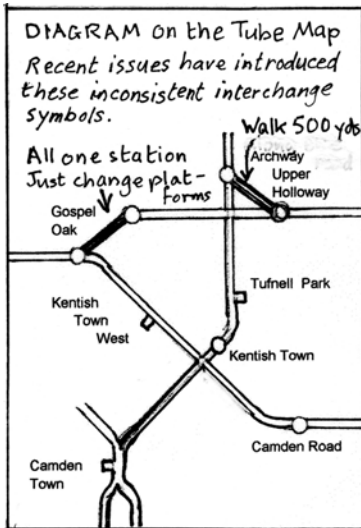 DIAGRAM on the Tube Map
Recent issues have introduced
these inconsistent interchange
symbols.
Walk 500 yds
All one station
Just change plat-
forms
Archway
Upper
Holloway
Gospel
Oak
Tufnell Park
Kentish
Town
West
Kentish Town
Camden Road
Camden
Town